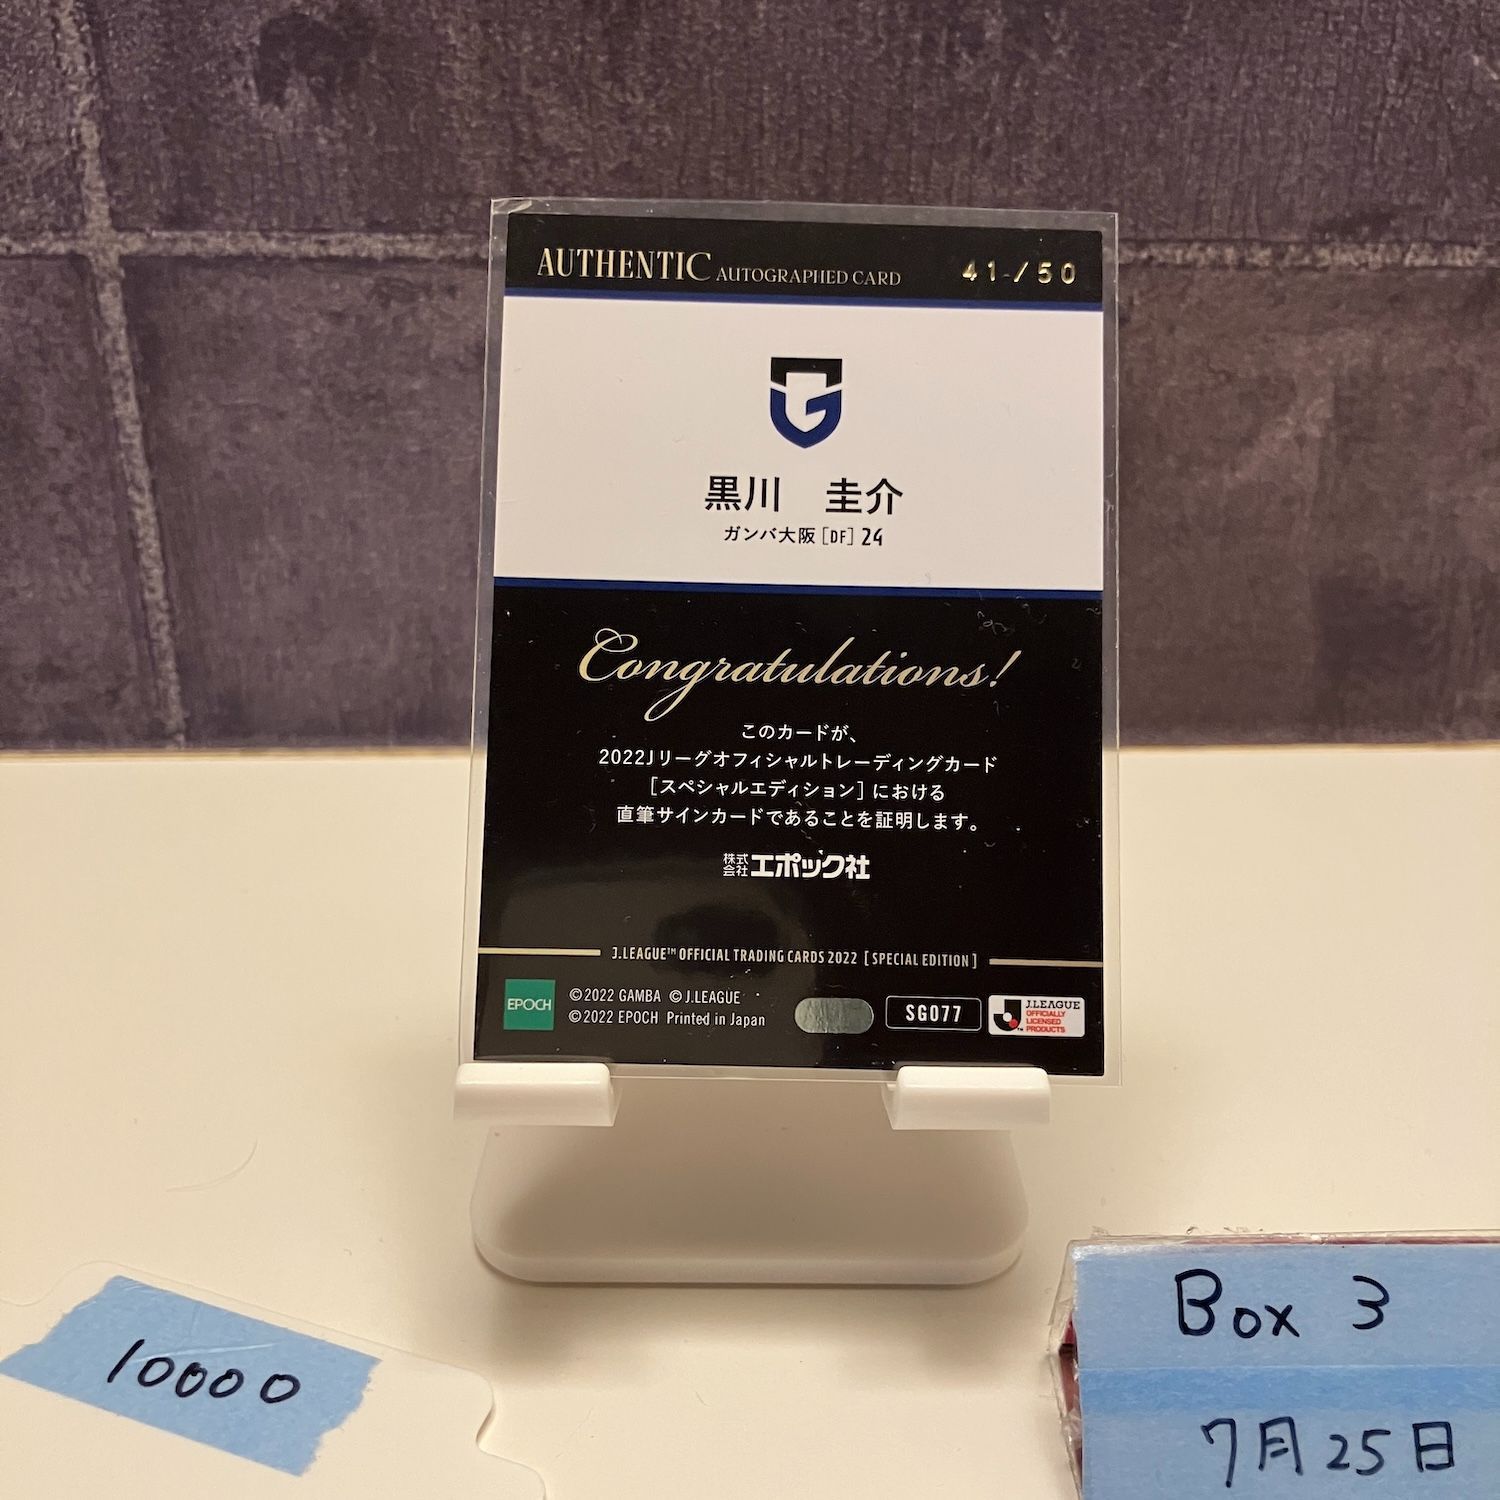 AUTHENTIC AUTOGRAPHED CARD 41/50
黒川 圭介
ガンバ大阪［DF］24
Congratulations!
このカードが、
2022Jリーグオフィシャルトレーディングカード
［スペシャルエディション］における
直筆サインカードであることを証明します。
株式会社エポック社
J.LEAGUE™ OFFICIAL TRADING CARDS 2022 [SPECIAL EDITION]
EPOCH
©2022 GAMBA ©J.LEAGUE
©2022 EPOCH Printed in Japan
SG077
J.LEAGUE
OFFICIALLY
LICENSED
PRODUCTS
10000
Box 3
7月25日